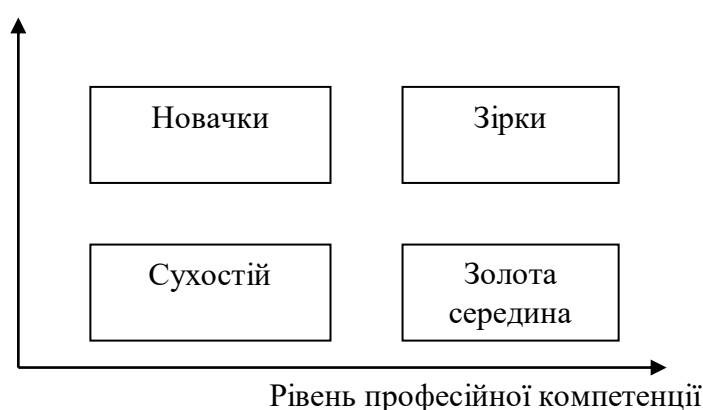 Новачки
Зірки
Сухостій
Золота
середина
Рівень професійної компетенції